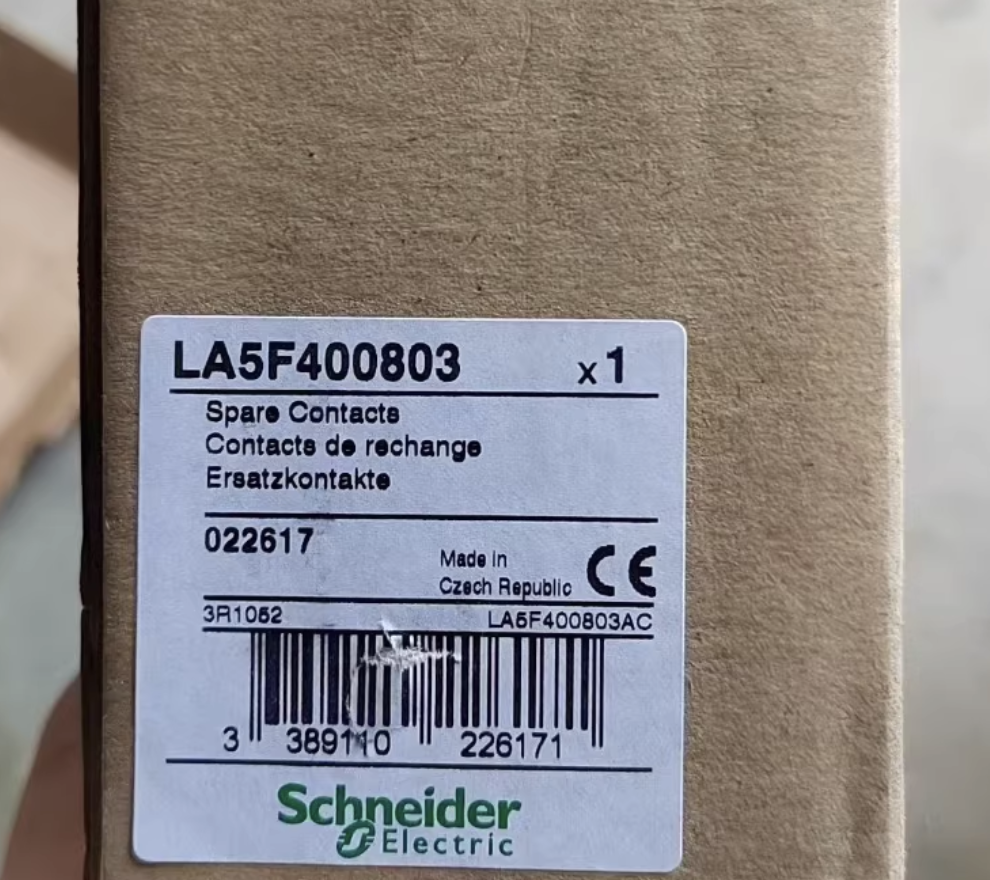 LA5F400803 x1
Spare Contacts
Contacts de rechange
Ersatzkontakte
022617
Made in
Czech Republic CE
3R1052 LA5F400803AC
3 389110 226171
Schneider
Electric